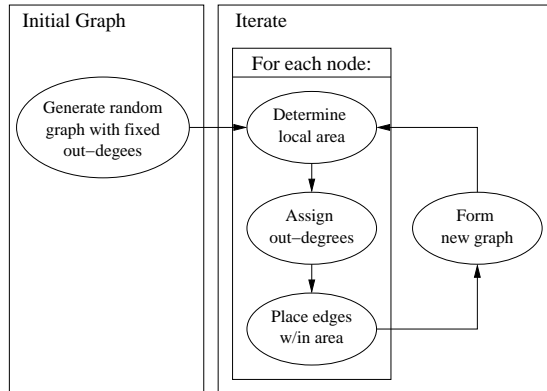 Initial Graph
Generate random
graph with fixed
out-degees
Iterate
For each node:
Determine
local area
Assign
out-degrees
Place edges
w/in area
Form
new graph